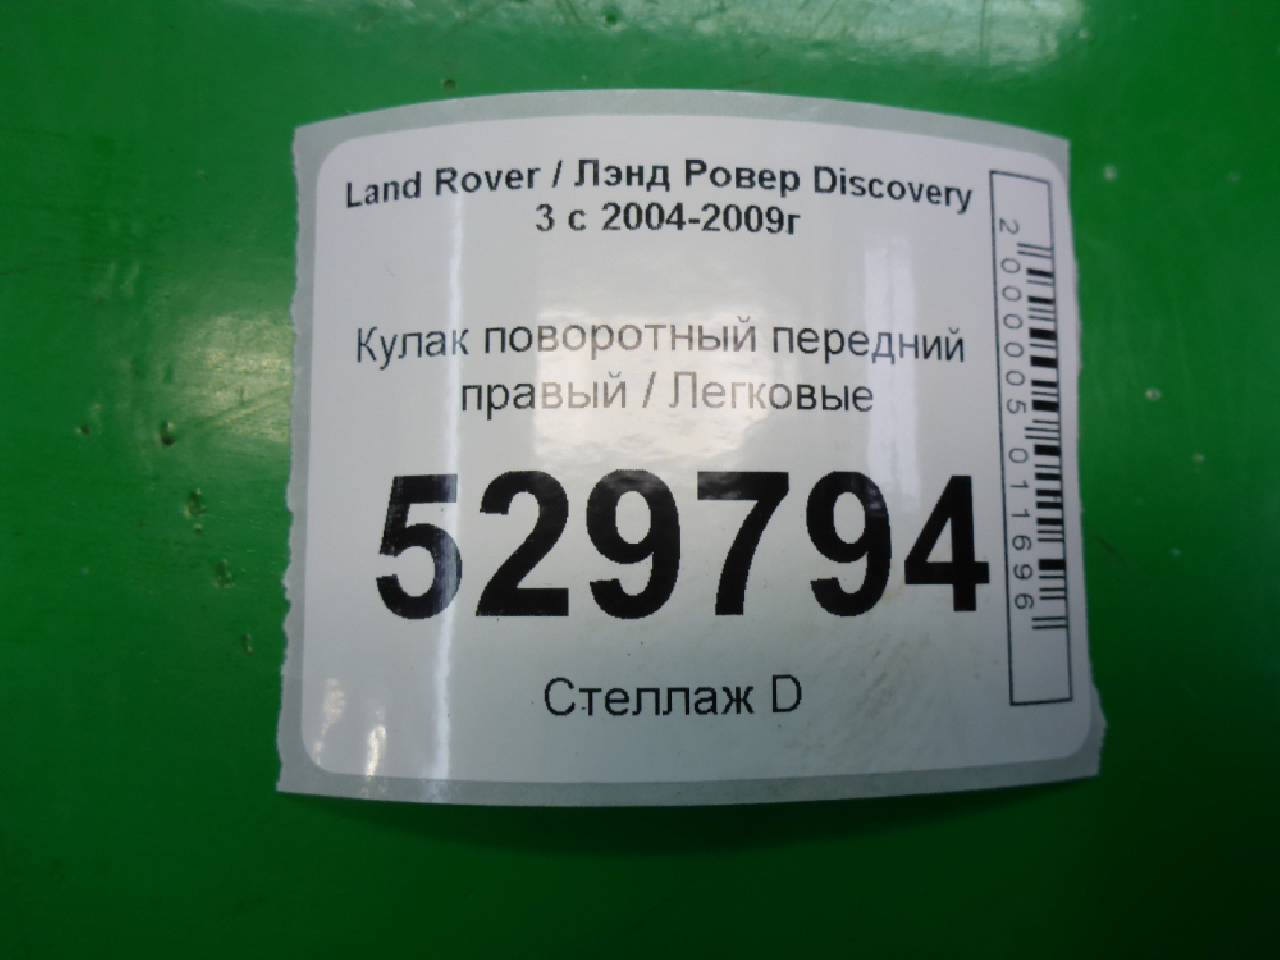 Land Rover / Лэнд Ровер Discovery
3 с 2004-2009г
Кулак поворотный передний
правый / Легковые
529794
Стеллаж D
2000005011696